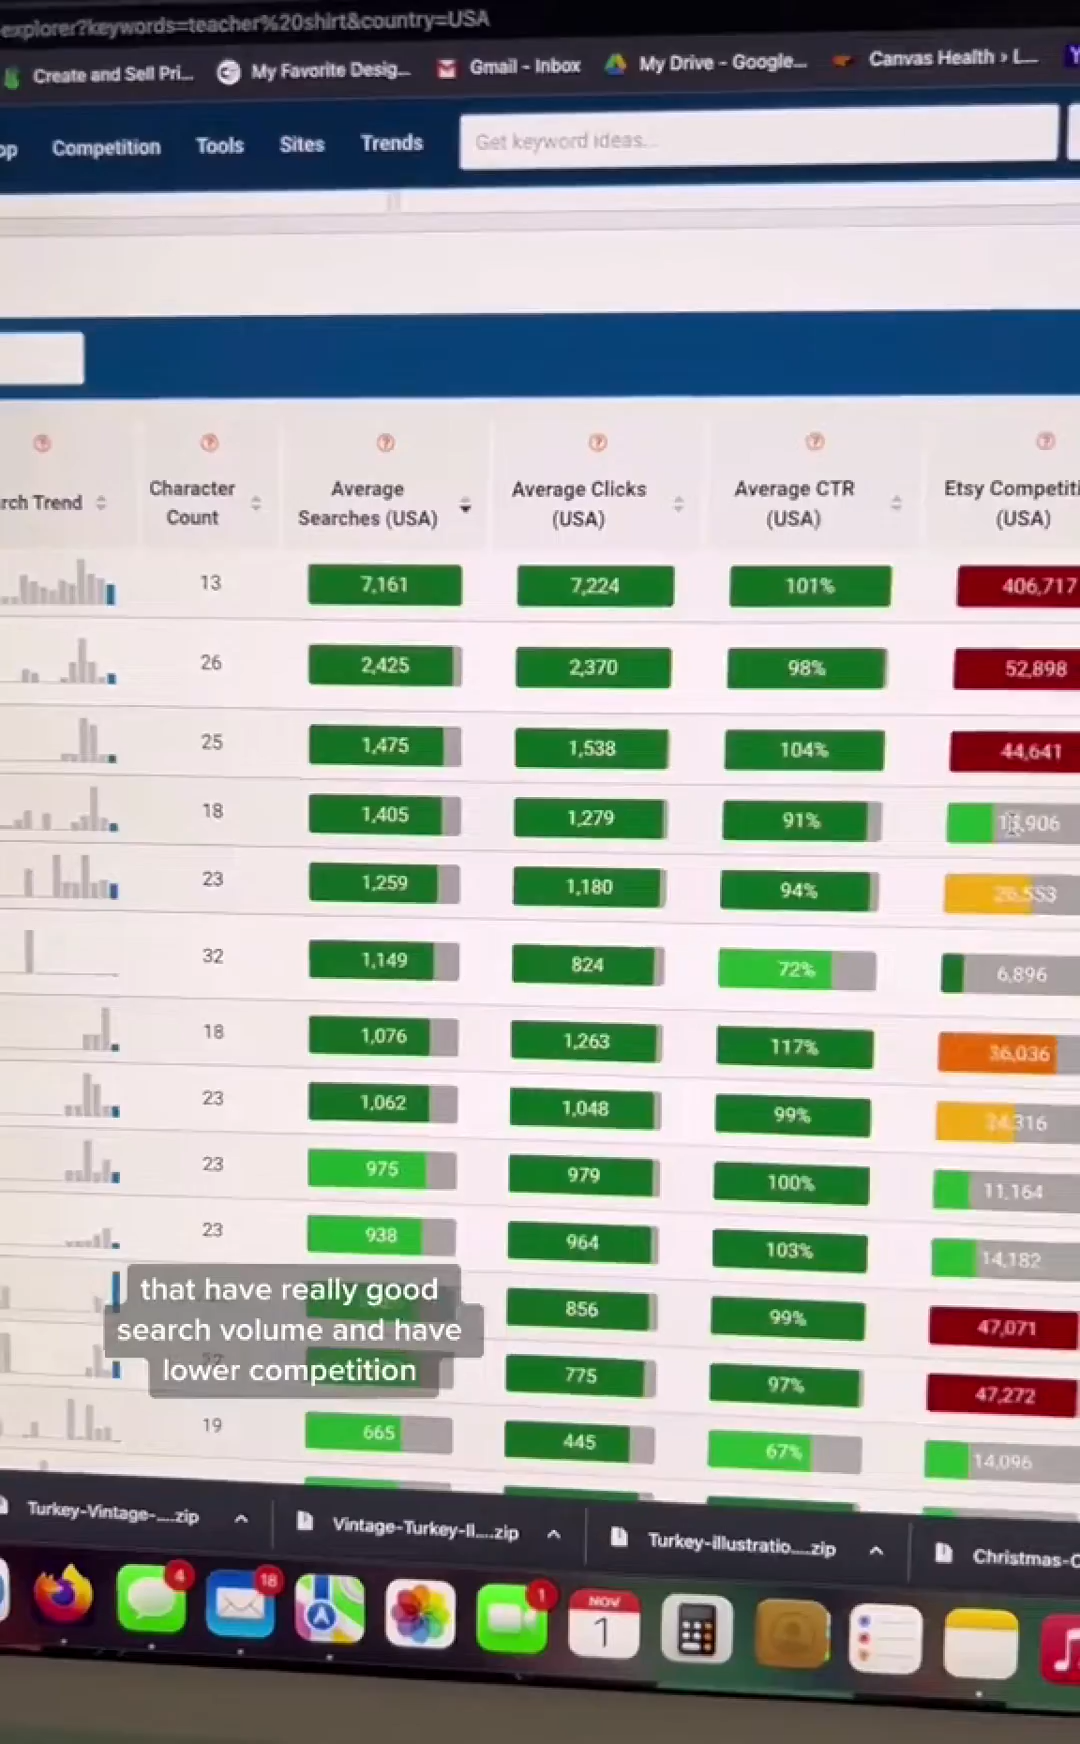 explorer?keywords=teacher%20shirt&country=USA
Create and Sell Pri... My Favorite Desig... Gmail - Inbox My Drive - Google... Canvas Health > L...
op Competition Tools Sites Trends Get keyword ideas...
rch Trend Character Count Average Searches (USA) Average Clicks (USA) Average CTR (USA) Etsy Competiti (USA)
13 7,161 7,224 101% 406,717
26 2,425 2,370 98% 52,898
25 1,475 1,538 104% 44,641
18 1,405 1,279 91%
23 1,259 1,180 94%
32 1,149 824 72% 6,896
18 1,076 1,263 117% 36,036
23 1,062 1,048 99% 24,316
23 975 979 100% 11,164
23 938 964 103% 14,182
856 99% 47,071
775 97% 47,272
19 665 445 67% 14,096
that have really good
search volume and have
lower competition
Turkey-Vintage-....zip Vintage-Turkey-Il....zip Turkey-illustratio....zip Christmas-C
4 18 1 NOV 1